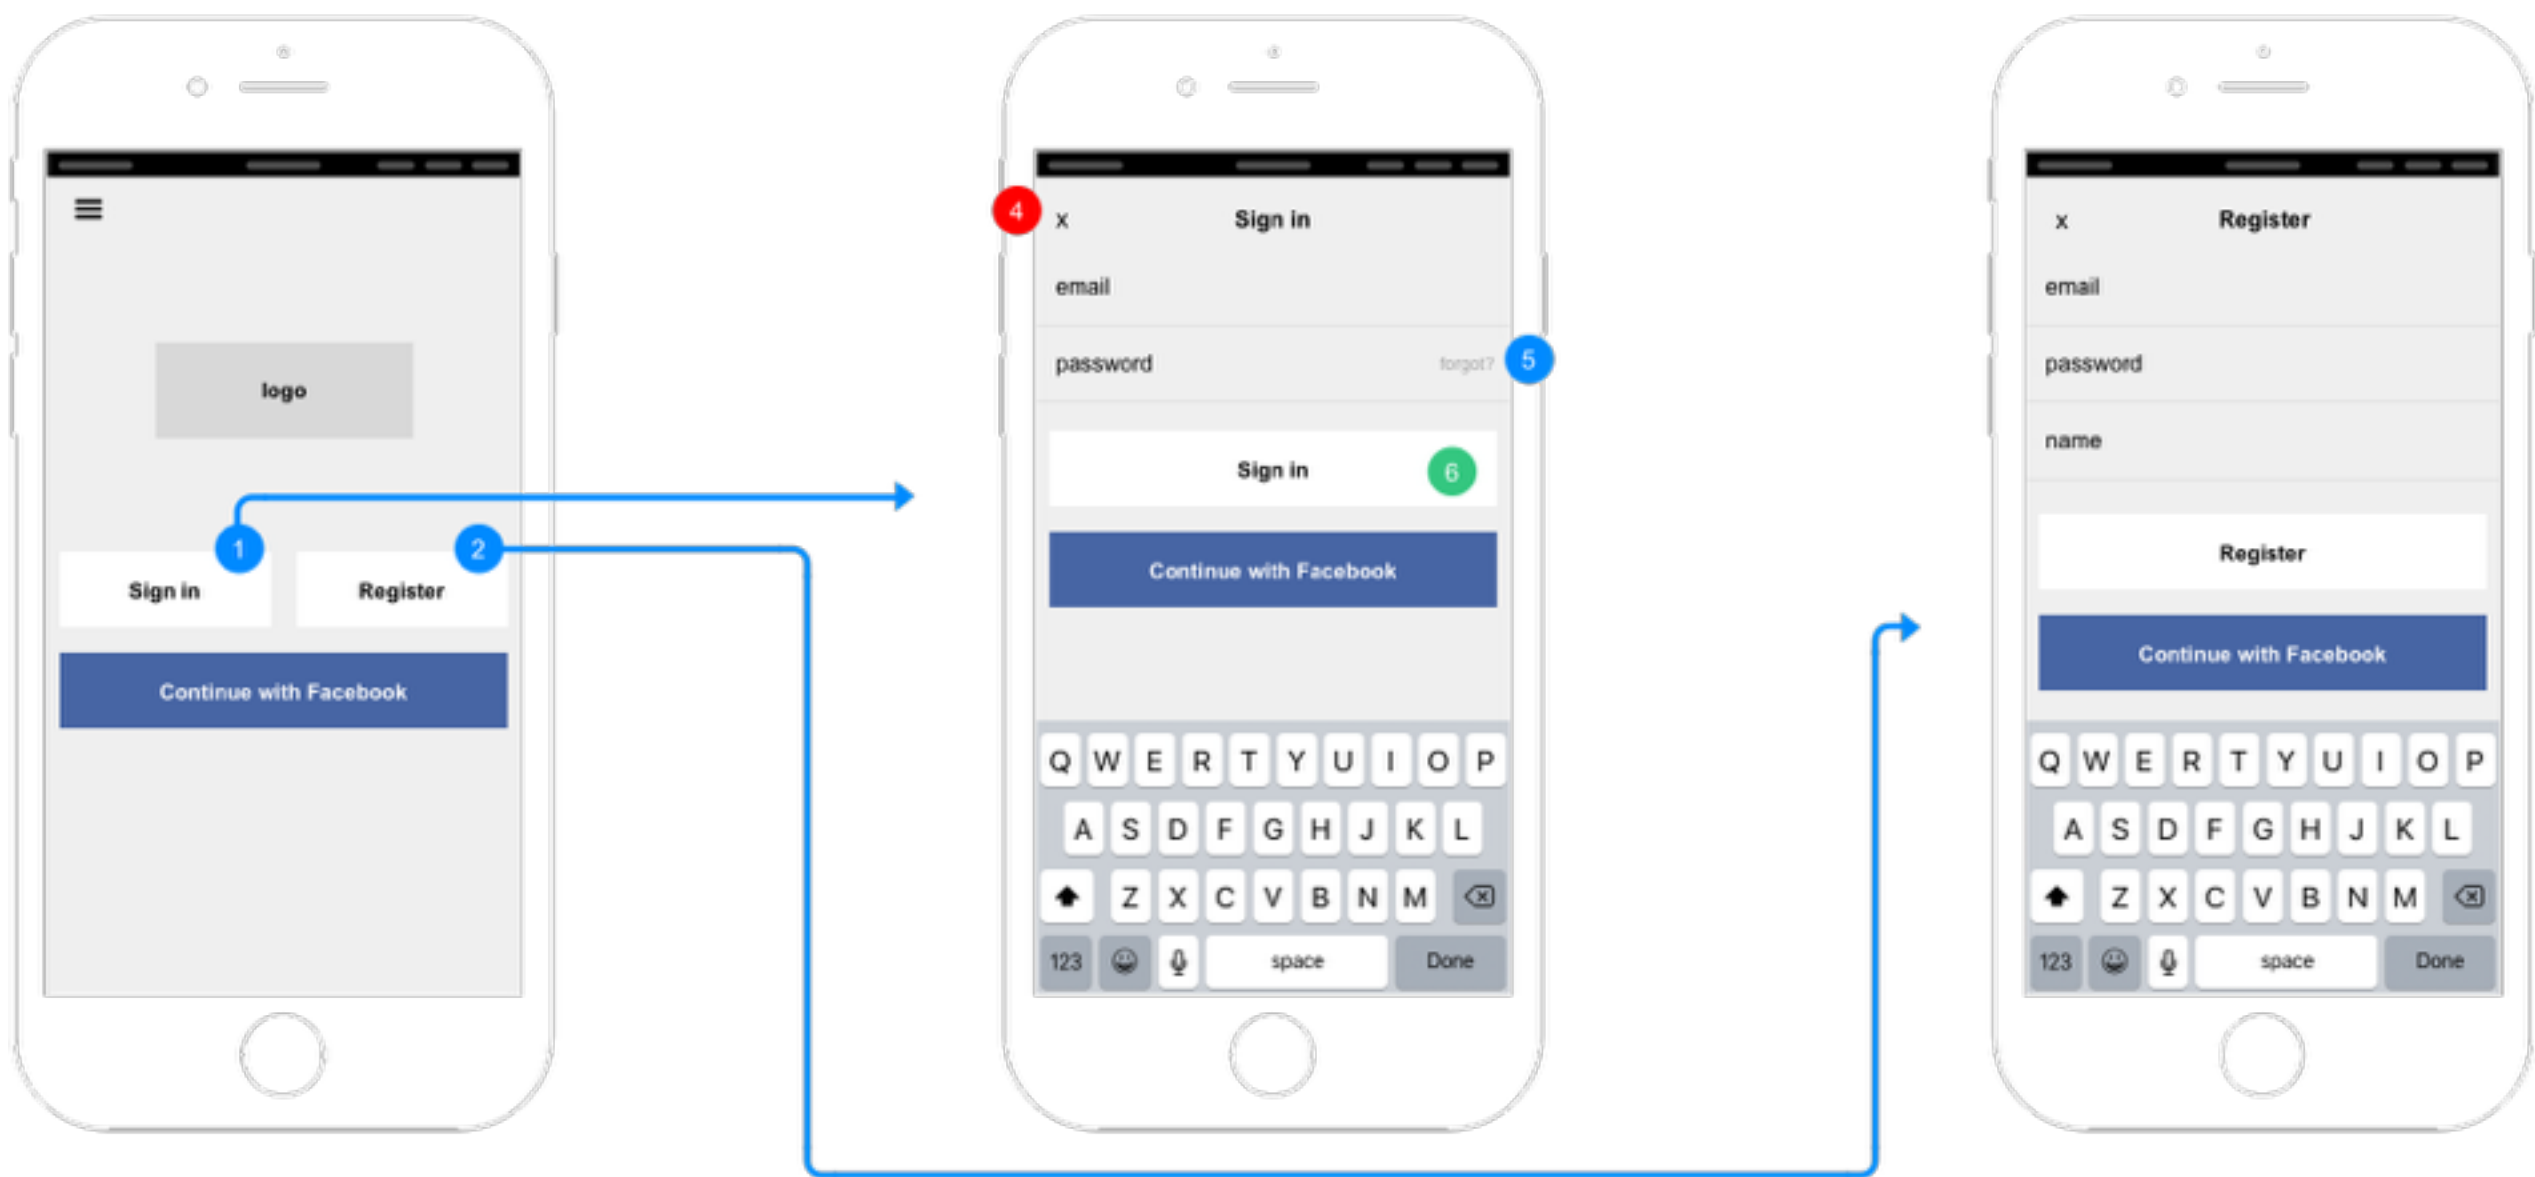 logo
1
2
Sign in
Register
Continue with Facebook
4
x
Sign in
email
password
forgot?
5
Sign in
6
Continue with Facebook
Q W E R T Y U I O P
A S D F G H J K L
Z X C V B N M
123
space
Done
x
Register
email
password
name
Register
Continue with Facebook
Q W E R T Y U I O P
A S D F G H J K L
Z X C V B N M
123
space
Done